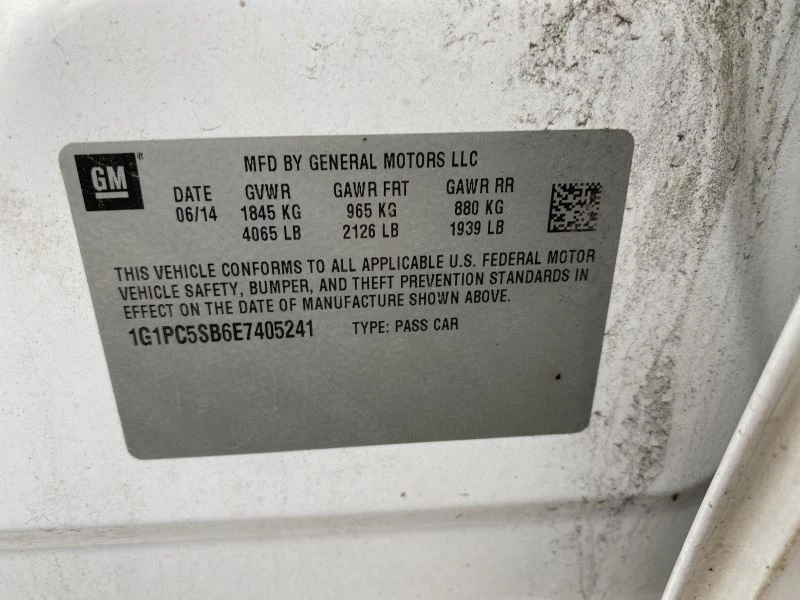 GM® MFD BY GENERAL MOTORS LLC
DATE GVWR GAWR FRT GAWR RR
06/14 1845 KG 965 KG 880 KG
4065 LB 2126 LB 1939 LB
THIS VEHICLE CONFORMS TO ALL APPLICABLE U.S. FEDERAL MOTOR
VEHICLE SAFETY, BUMPER, AND THEFT PREVENTION STANDARDS IN
EFFECT ON THE DATE OF MANUFACTURE SHOWN ABOVE.
1G1PC5SB6E7405241 TYPE: PASS CAR